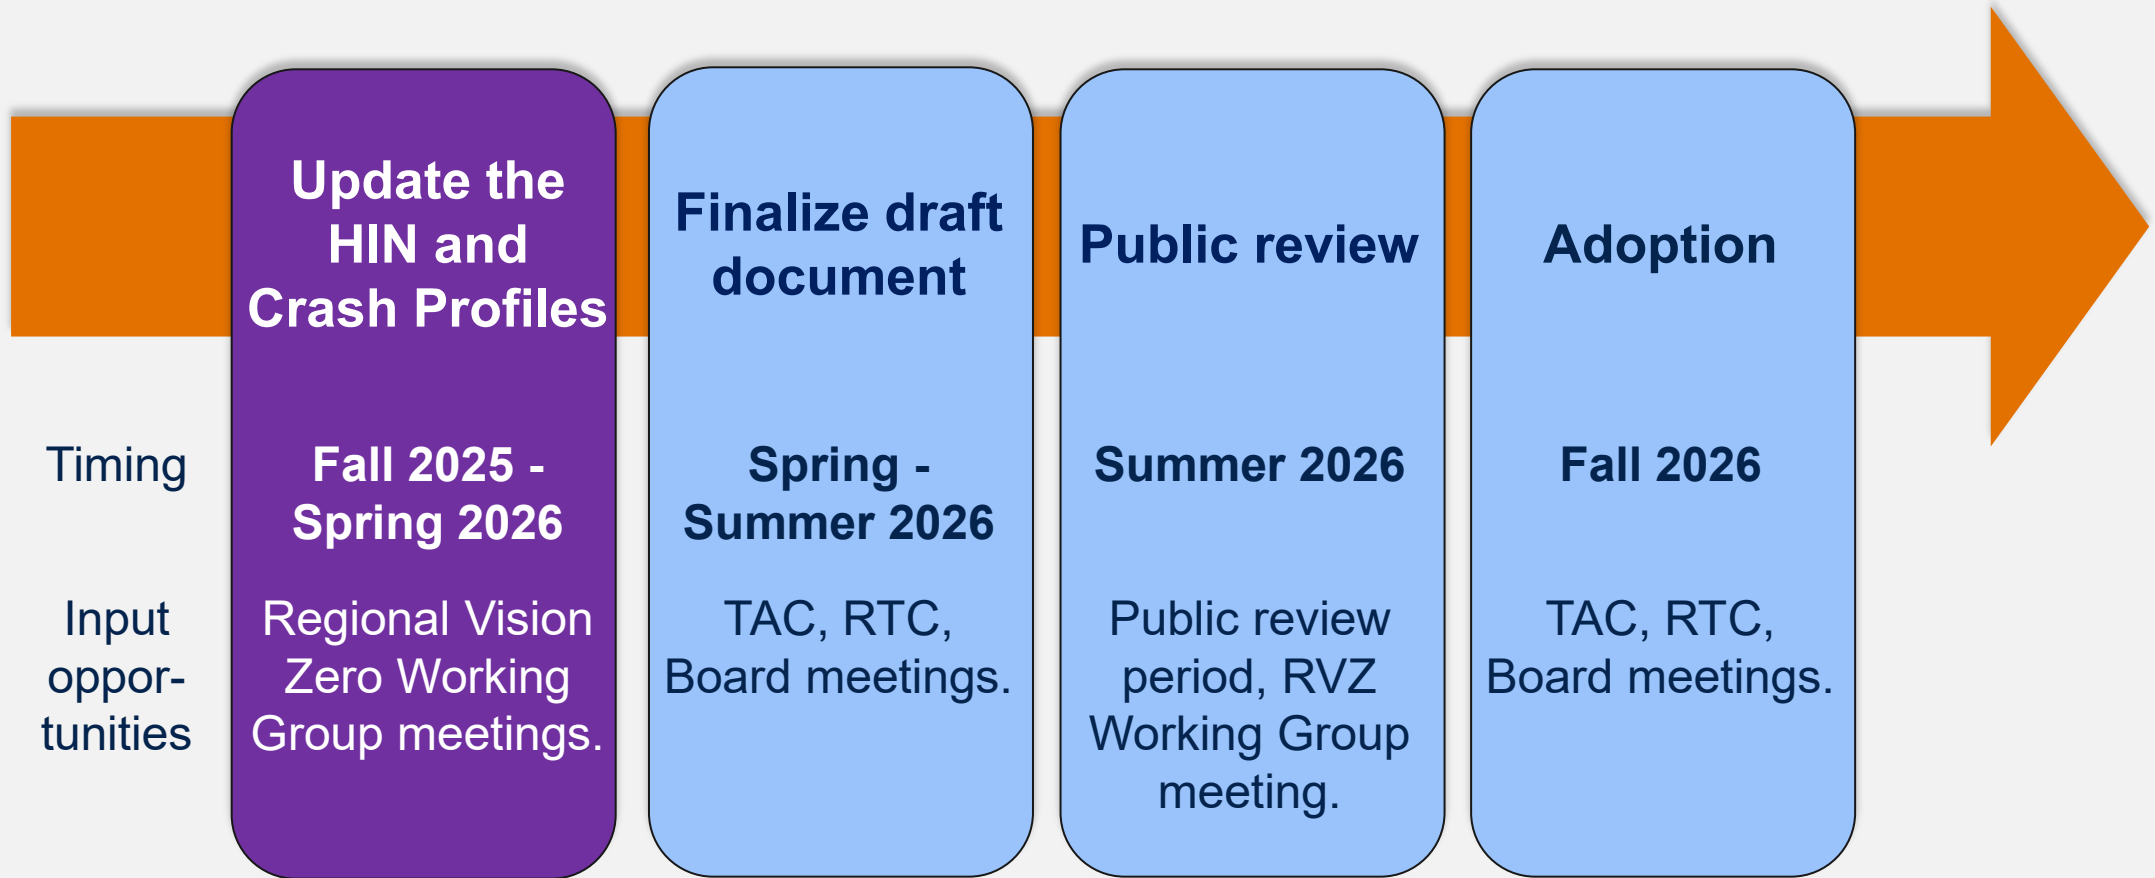 Update the
HIN and
Crash Profiles
Finalize draft
document
Public review
Adoption
Timing
Fall 2025 -
Spring 2026
Spring -
Summer 2026
Summer 2026
Fall 2026
Input
oppor-
tunities
Regional Vision
Zero Working
Group meetings.
TAC, RTC,
Board meetings.
Public review
period, RVZ
Working Group
meeting.
TAC, RTC,
Board meetings.